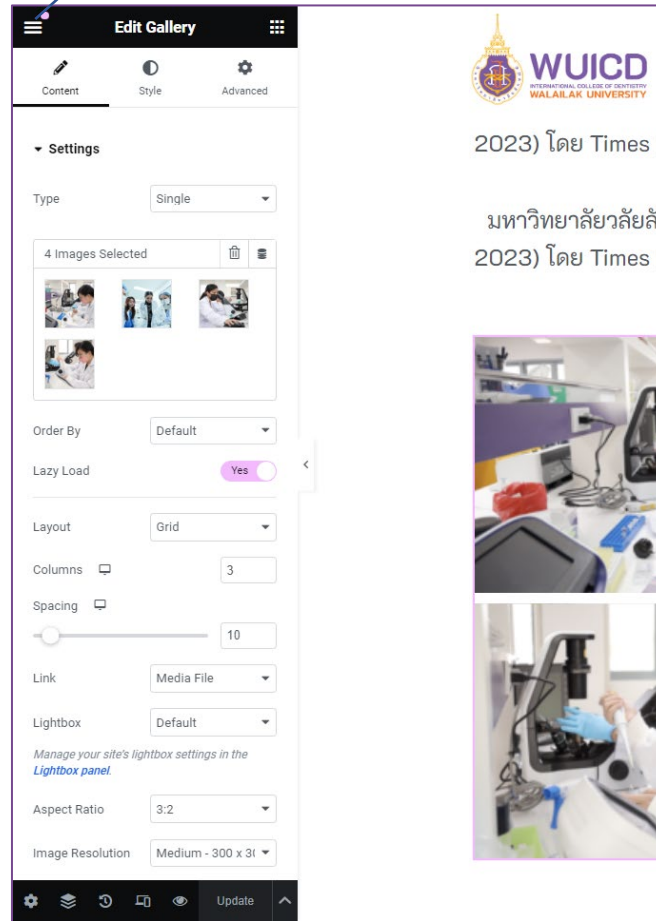 Edit Gallery
Content
Style
Advanced
Settings
Type
Single
4 Images Selected
Order By
Default
Lazy Load
Yes
Layout
Grid
Columns
3
Spacing
10
Link
Media File
Lightbox
Default
Manage your site's lightbox settings in the
Lightbox panel.
Aspect Ratio
3:2
Image Resolution
Medium - 300 x 30
Update
WUICD
INTERNATIONAL COLLEGE OF DENTISTRY
WALAILAK UNIVERSITY
2023) โดย Times
มหาวิทยาลัยวลัยลั
2023) โดย Times